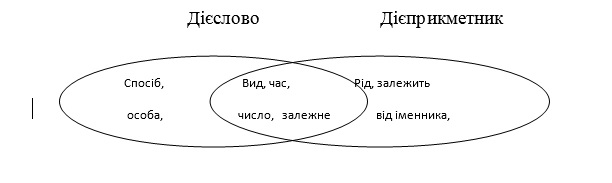 Дієслово Дієприкметник
Спосіб, Вид, час, Рід, залежить
особа, число, залежне від іменника,